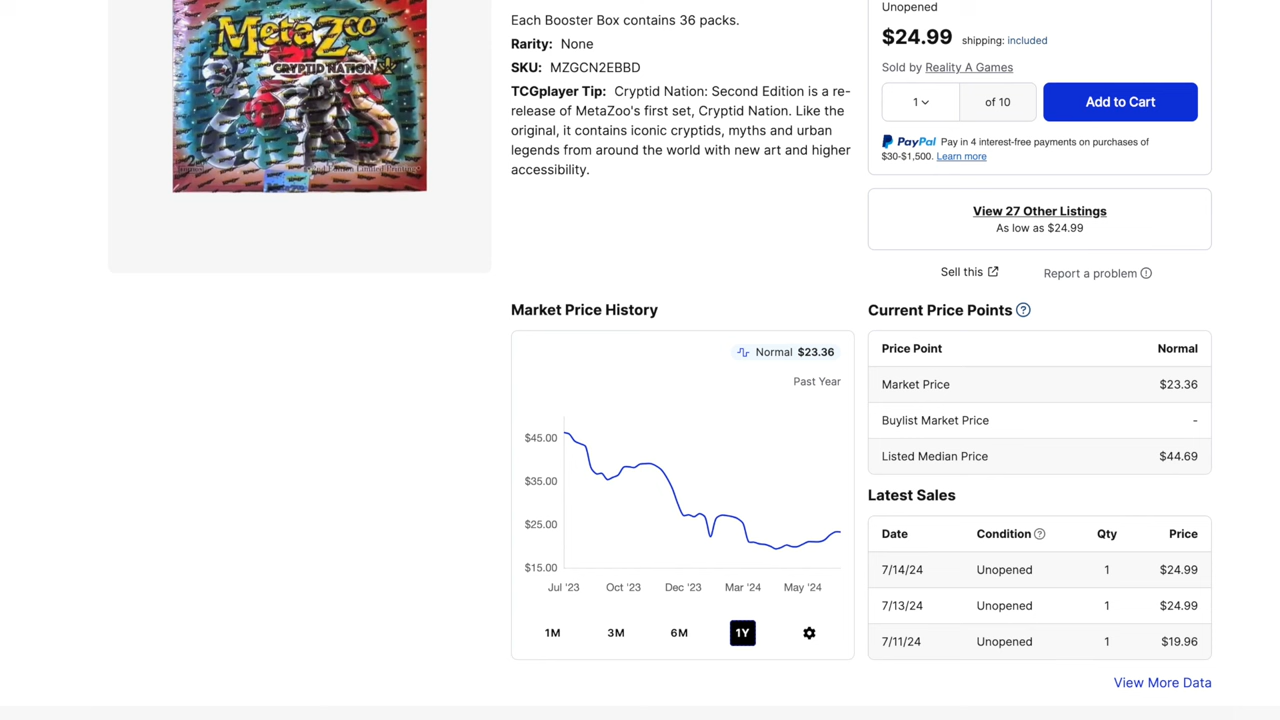 MetaZoo™
CRYPTID NATION
2nd
Each Booster Box contains 36 packs.
Rarity: None
SKU: MZGCN2EBBD
TCGplayer Tip: Cryptid Nation: Second Edition is a re-
release of MetaZoo's first set, Cryptid Nation. Like the
original, it contains iconic cryptids, myths and urban
legends from around the world with new art and higher
accessibility.
Unopened
$24.99 shipping: included
Sold by Reality A Games
1 of 10 Add to Cart
PayPal Pay in 4 interest-free payments on purchases of
$30-$1,500. Learn more
View 27 Other Listings
As low as $24.99
Sell this Report a problem
Market Price History
Normal $23.36
Past Year
$45.00
$35.00
$25.00
$15.00
Jul '23 Oct '23 Dec '23 Mar '24 May '24
1M 3M 6M 1Y
Current Price Points
Price Point Normal
Market Price $23.36
Buylist Market Price -
Listed Median Price $44.69
Latest Sales
Date Condition Qty Price
7/14/24 Unopened 1 $24.99
7/13/24 Unopened 1 $24.99
7/11/24 Unopened 1 $19.96
View More Data